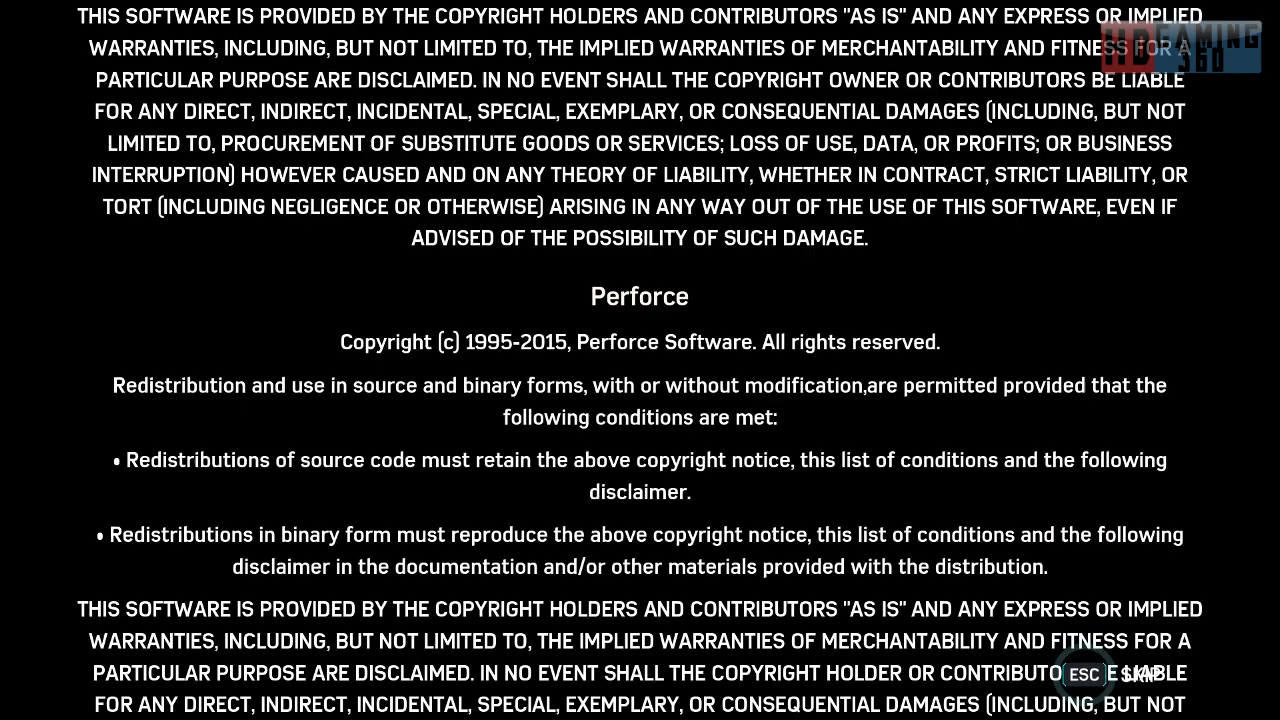 THIS SOFTWARE IS PROVIDED BY THE COPYRIGHT HOLDERS AND CONTRIBUTORS "AS IS" AND ANY EXPRESS OR IMPLIED
WARRANTIES, INCLUDING, BUT NOT LIMITED TO, THE IMPLIED WARRANTIES OF MERCHANTABILITY AND FITNESS FOR A
PARTICULAR PURPOSE ARE DISCLAIMED. IN NO EVENT SHALL THE COPYRIGHT OWNER OR CONTRIBUTORS BE LIABLE
FOR ANY DIRECT, INDIRECT, INCIDENTAL, SPECIAL, EXEMPLARY, OR CONSEQUENTIAL DAMAGES (INCLUDING, BUT NOT
LIMITED TO, PROCUREMENT OF SUBSTITUTE GOODS OR SERVICES; LOSS OF USE, DATA, OR PROFITS; OR BUSINESS
INTERRUPTION) HOWEVER CAUSED AND ON ANY THEORY OF LIABILITY, WHETHER IN CONTRACT, STRICT LIABILITY, OR
TORT (INCLUDING NEGLIGENCE OR OTHERWISE) ARISING IN ANY WAY OUT OF THE USE OF THIS SOFTWARE, EVEN IF
ADVISED OF THE POSSIBILITY OF SUCH DAMAGE.
Perforce
Copyright (c) 1995-2015, Perforce Software. All rights reserved.
Redistribution and use in source and binary forms, with or without modification,are permitted provided that the
following conditions are met:
• Redistributions of source code must retain the above copyright notice, this list of conditions and the following
disclaimer.
• Redistributions in binary form must reproduce the above copyright notice, this list of conditions and the following
disclaimer in the documentation and/or other materials provided with the distribution.
THIS SOFTWARE IS PROVIDED BY THE COPYRIGHT HOLDERS AND CONTRIBUTORS "AS IS" AND ANY EXPRESS OR IMPLIED
WARRANTIES, INCLUDING, BUT NOT LIMITED TO, THE IMPLIED WARRANTIES OF MERCHANTABILITY AND FITNESS FOR A
PARTICULAR PURPOSE ARE DISCLAIMED. IN NO EVENT SHALL THE COPYRIGHT HOLDER OR
ESC SKIP
FOR ANY DIRECT, INDIRECT, INCIDENTAL, SPECIAL, EXEMPLARY, OR CONSEQUENTIAL DAMAGES (INCLUDING, BUT NOT